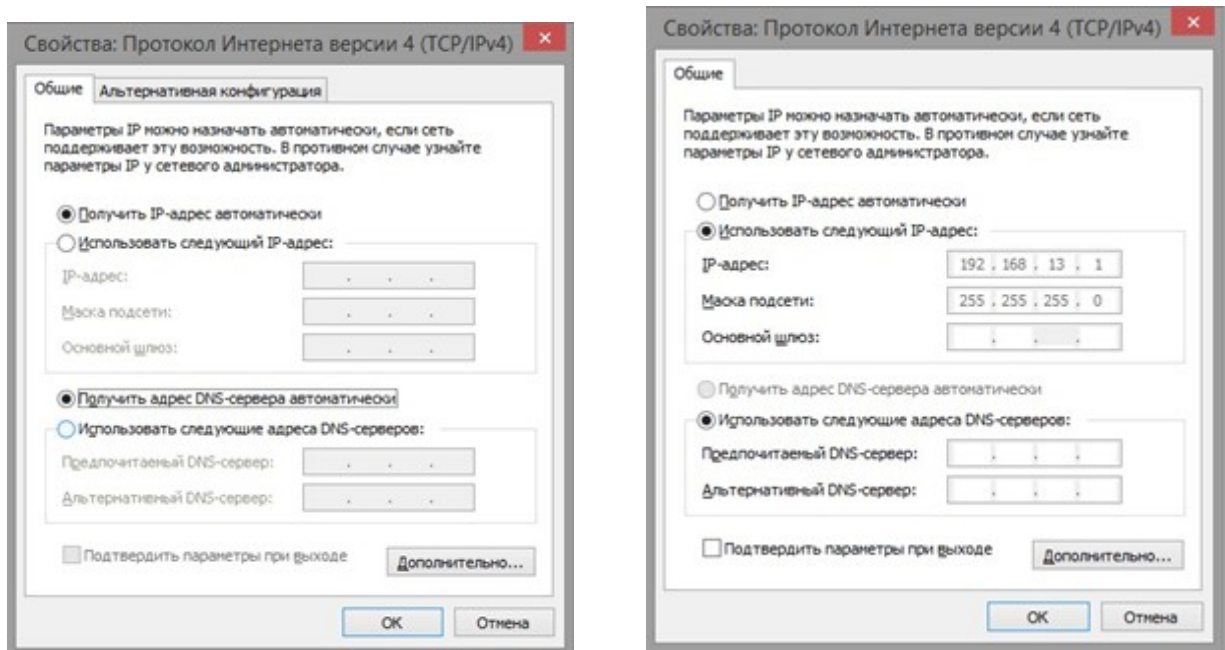 Свойства: Протокол Интернета версии 4 (TCP/IPv4)
Общие
Альтернативная конфигурация
Параметры IP можно назначать автоматически, если сеть
поддерживает эту возможность. В противном случае узнайте
параметры IP у сетевого администратора.
Получить IP-адрес автоматически
Использовать следующий IP-адрес:
IP-адрес:
. . .
Маска подсети:
. . .
Основной шлюз:
. . .
Получить адрес DNS-сервера автоматически
Использовать следующие адреса DNS-серверов:
Предпочитаемый DNS-сервер:
. . .
Альтернативный DNS-сервер:
. . .
Подтвердить параметры при выходе
Дополнительно...
ОК
Отмена
Свойства: Протокол Интернета версии 4 (TCP/IPv4)
Общие
Параметры IP можно назначать автоматически, если сеть
поддерживает эту возможность. В противном случае узнайте
параметры IP у сетевого администратора.
Получить IP-адрес автоматически
Использовать следующий IP-адрес:
IP-адрес:
192 . 168 . 13 . 1
Маска подсети:
255 . 255 . 255 . 0
Основной шлюз:
. . .
Получить адрес DNS-сервера автоматически
Использовать следующие адреса DNS-серверов:
Предпочитаемый DNS-сервер:
. . .
Альтернативный DNS-сервер:
. . .
Подтвердить параметры при выходе
Дополнительно...
ОК
Отмена